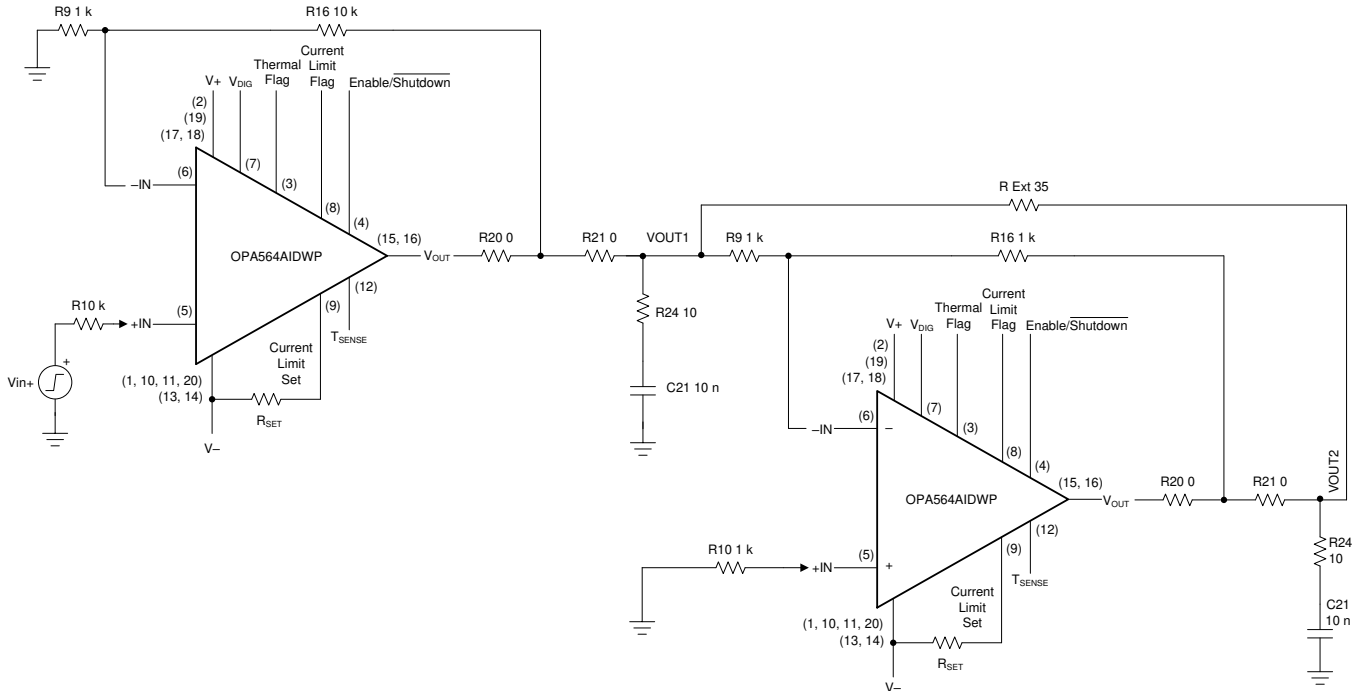 R9 1 k
R16 10 k
V+
VDIG
Thermal
Flag
Current
Limit
Flag
Enable/Shutdown
(2)
(19)
(17, 18)
(7)
(3)
(8)
(4)
(6)
–IN
OPA564AIDWP
(15, 16)
VOUT
R20 0
R21 0
VOUT1
R24 10
C21 10 n
R10 k
+IN
(5)
Vin+
+
(12)
(9)
TSENSE
Current
Limit
Set
(1, 10, 11, 20)
(13, 14)
RSET
V–
R Ext 35
R9 1 k
R16 1 k
V+
VDIG
Thermal
Flag
Current
Limit
Flag
Enable/Shutdown
(2)
(19)
(17, 18)
(7)
(3)
(8)
(4)
(6)
–IN
–
OPA564AIDWP
(15, 16)
VOUT
R20 0
R21 0
VOUT2
R24
10
C21
10 n
R10 1 k
+IN
(5)
+
(12)
(9)
TSENSE
Current
Limit
Set
(1, 10, 11, 20)
(13, 14)
RSET
V–